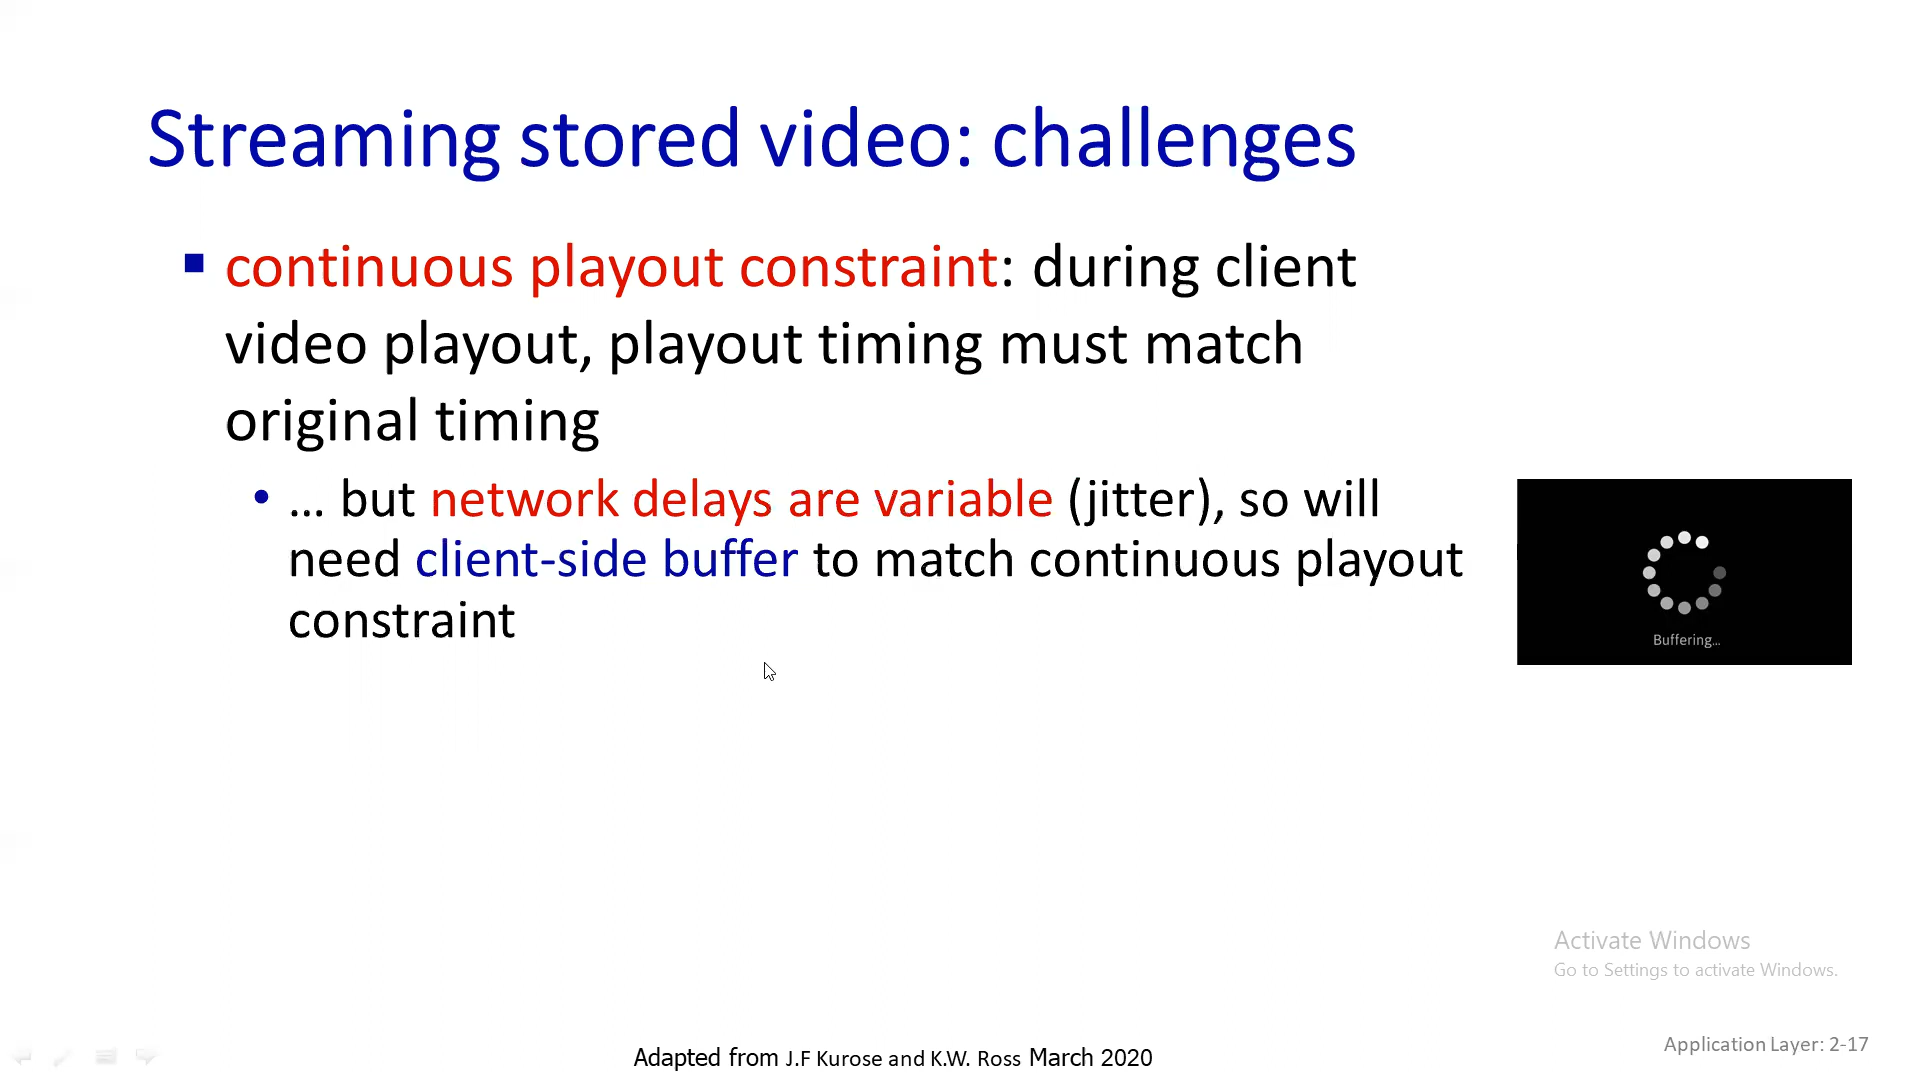 Streaming stored video: challenges
▪ continuous playout constraint: during client
video playout, playout timing must match
original timing
• … but network delays are variable (jitter), so will
need client-side buffer to match continuous playout
constraint
Buffering...
Activate Windows
Go to Settings to activate Windows.
Adapted from J.F Kurose and K.W. Ross March 2020
Application Layer: 2-17